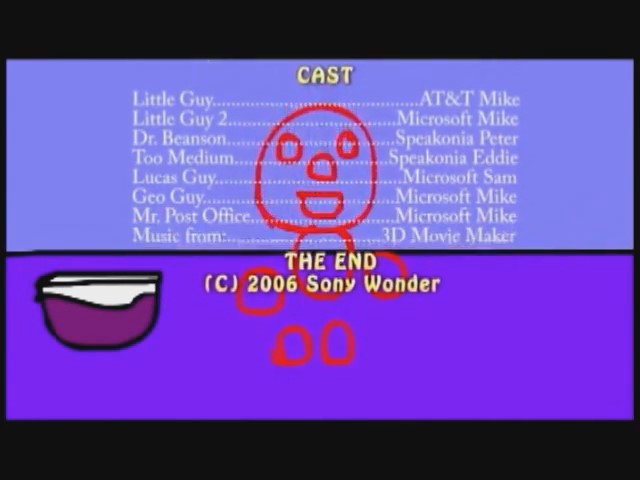 CAST
Little Guy..................................AT&T Mike
Little Guy 2............................Microsoft Mike
Dr. Beanson............................Speakonia Peter
Too Medium..........................Speakonia Eddie
Lucas Guy...............................Microsoft Sam
Geo Guy.................................Microsoft Mike
Mr. Post Office........................Microsoft Mike
Music from:..........................3D Movie Maker
THE END
(C) 2006 Sony Wonder